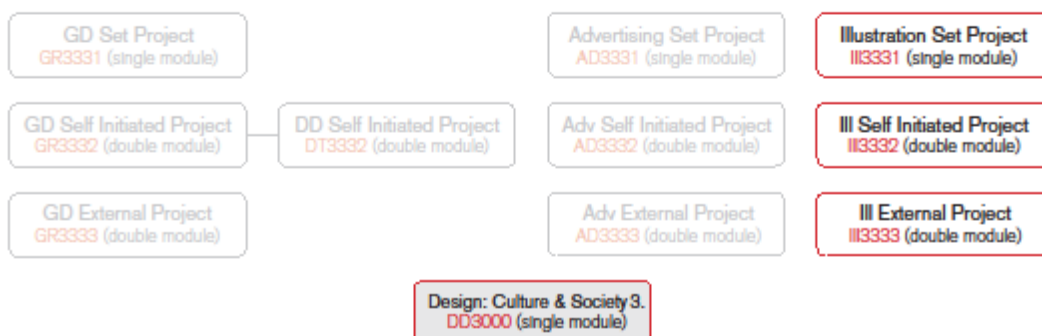 GD Set Project
GR3331 (single module)
Advertising Set Project
AD3331 (single module)
Illustration Set Project
Ill3331 (single module)
GD Self Initiated Project
GR3332 (double module)
DD Self Initiated Project
DT3332 (double module)
Adv Self Initiated Project
AD3332 (double module)
Ill Self Initiated Project
Ill3332 (double module)
GD External Project
GR3333 (double module)
Adv External Project
AD3333 (double module)
Ill External Project
Ill3333 (double module)
Design: Culture & Society 3.
DD3000 (single module)